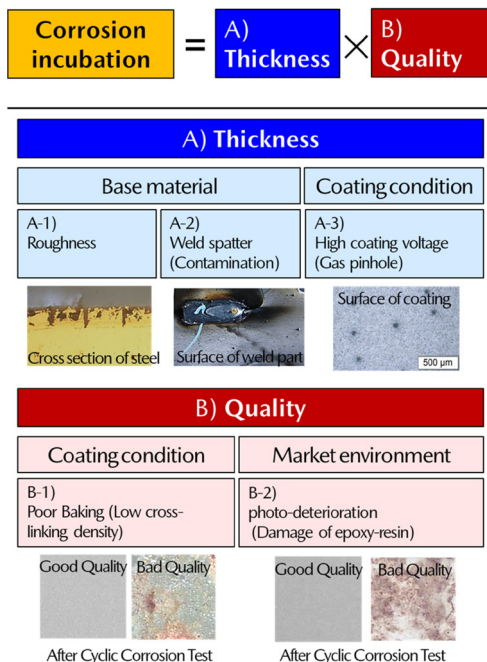 Corrosion
incubation
=
A)
Thickness
×
B)
Quality
A) Thickness
Base material
Coating condition
A-1)
Roughness
A-2)
Weld spatter
(Contamination)
A-3)
High coating voltage
(Gas pinhole)
Cross section of steel
Surface of weld part
Surface of coating
500 μm
B) Quality
Coating condition
Market environment
B-1)
Poor Baking (Low cross-
linking density)
B-2)
photo-deterioration
(Damage of epoxy-resin)
Good Quality
Bad Quality
Good Quality
Bad Quality
After Cyclic Corrosion Test
After Cyclic Corrosion Test